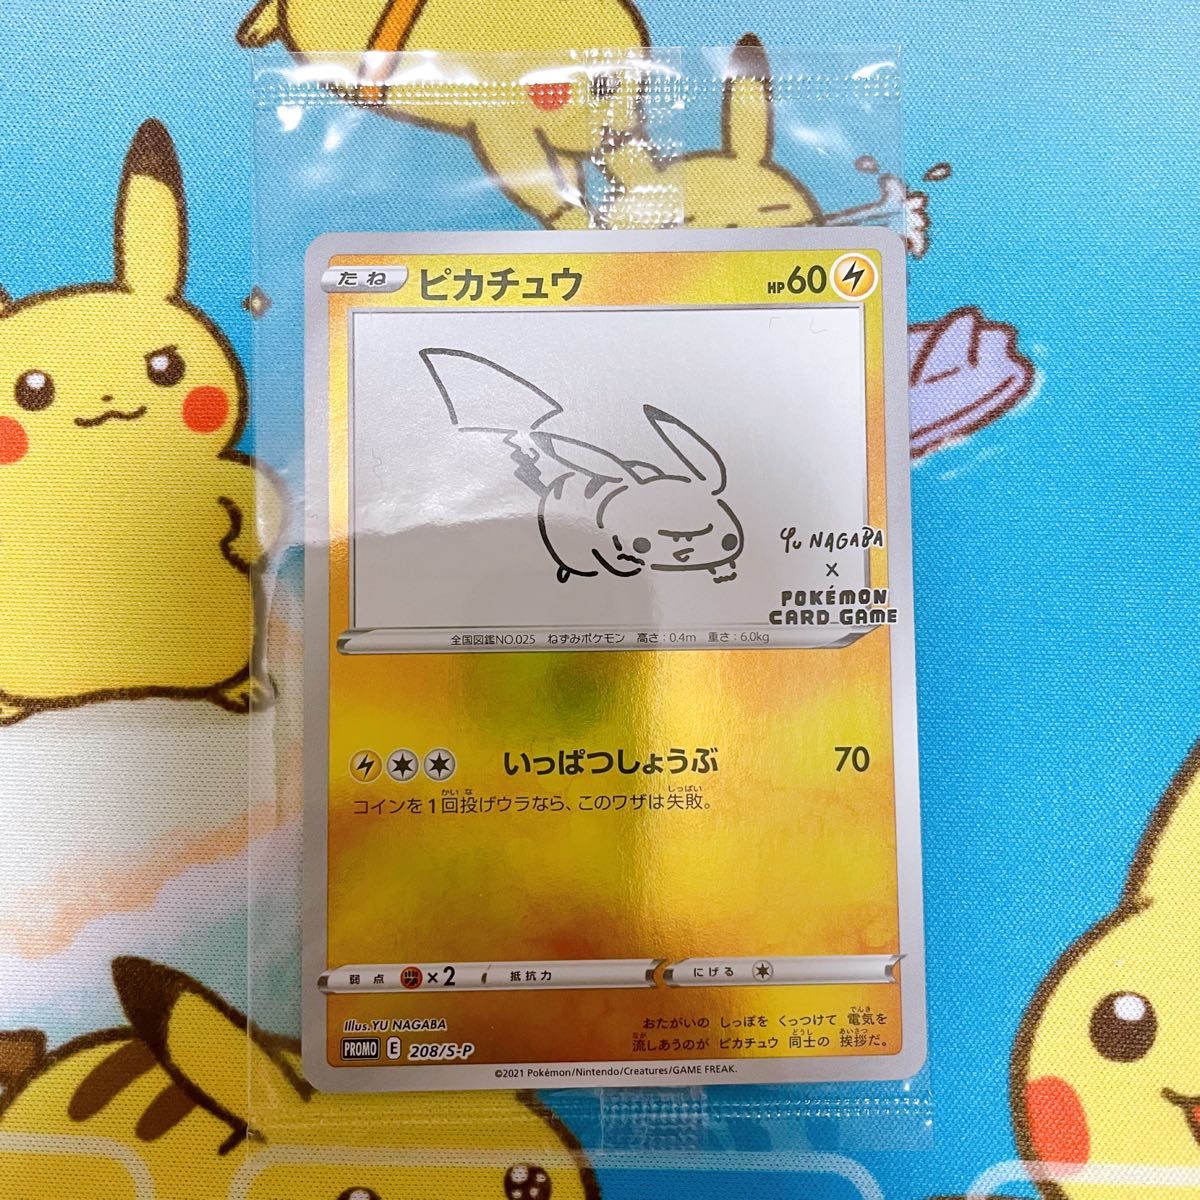 たね ピカチュウ HP60
Yu NAGABA
×
POKÉMON
CARD GAME
全国図鑑NO.025 ねずみポケモン 高さ：0.4m 重さ：6.0kg
いっぱつしょうぶ 70
コインを1回投げウラなら、このワザは失敗。
弱点 ×2 抵抗力 にげる
Illus.YU NAGABA
PROMO E 208/S-P
おたがいの しっぽを くっつけて 電気を
流しあうのが ピカチュウ 同士の 挨拶だ。
©2021 Pokémon/Nintendo/Creatures/GAME FREAK.